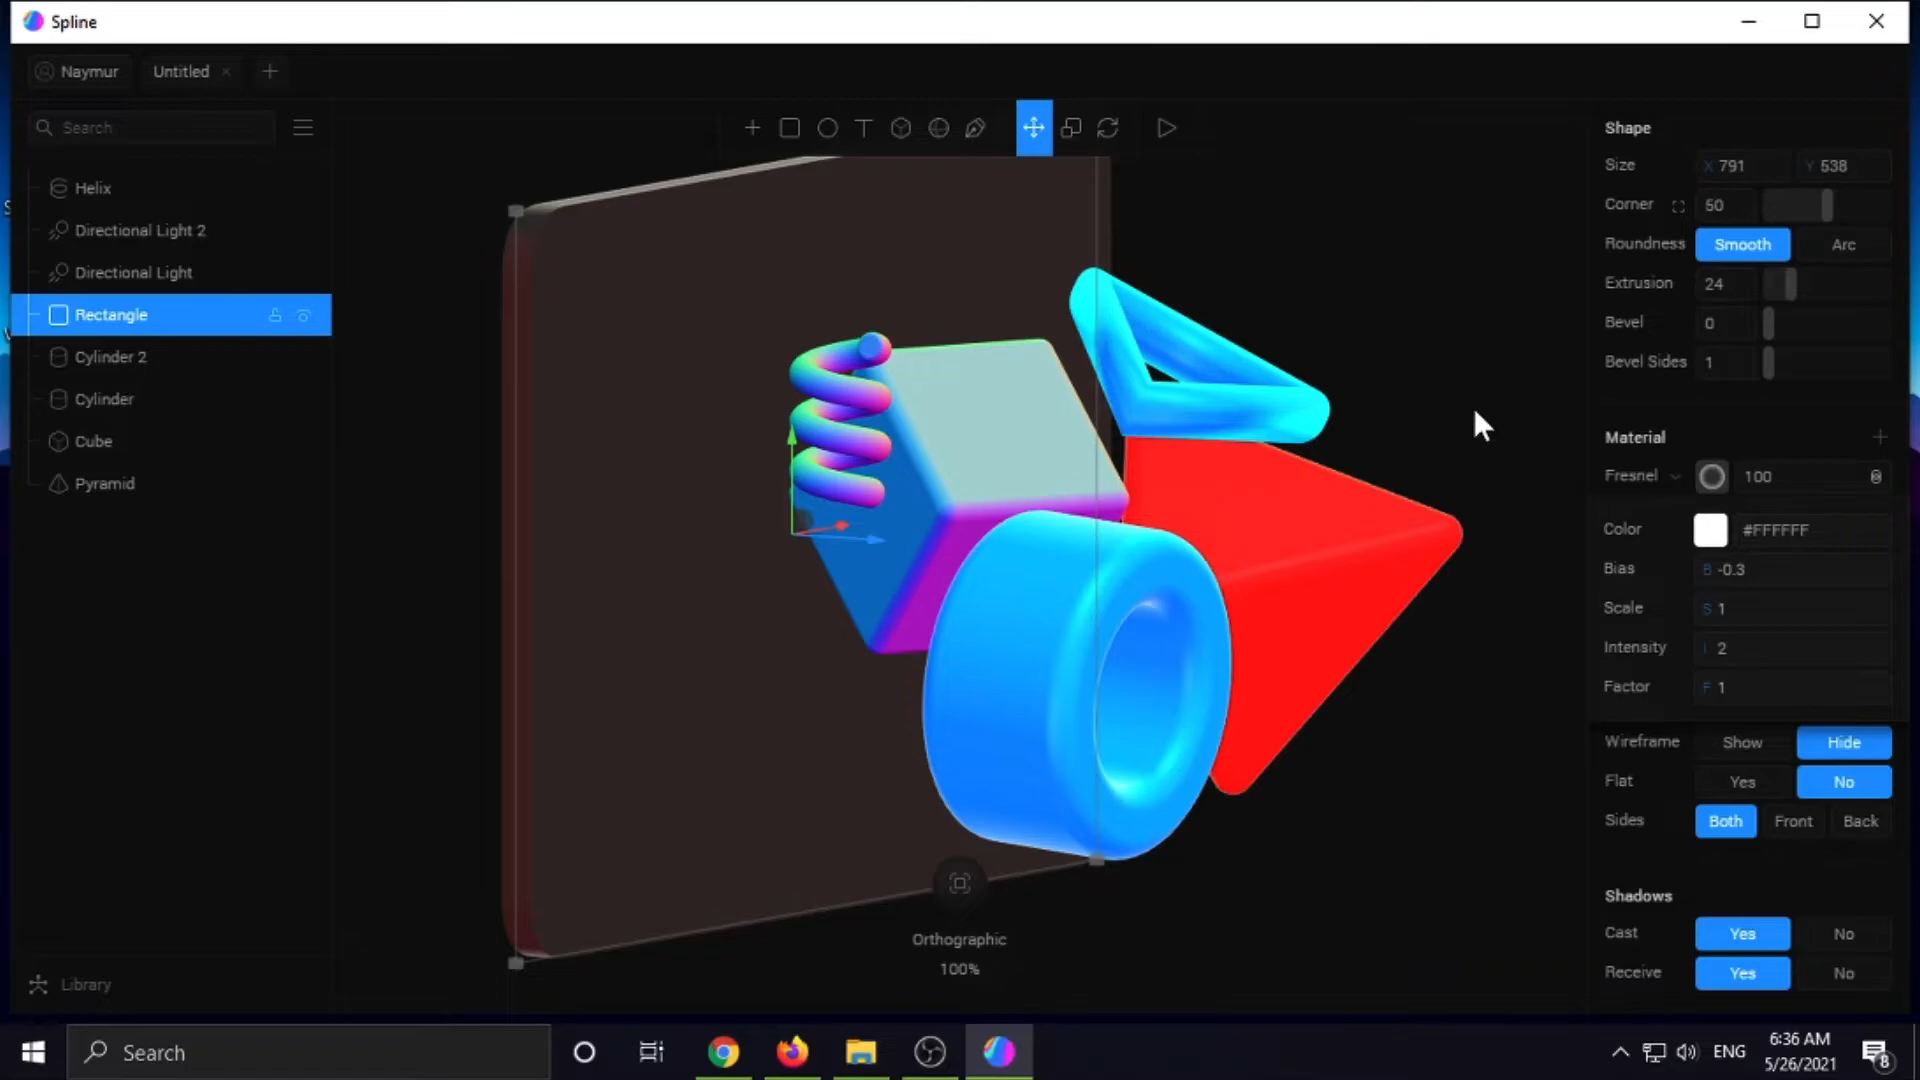 Spline
Naymur
Untitled
Search
Helix
Directional Light 2
Directional Light
Rectangle
Cylinder 2
Cylinder
Cube
Pyramid
Library
Orthographic
100%
Shape
Size X 791 Y 538
Corner 50
Roundness Smooth Arc
Extrusion 24
Bevel 0
Bevel Sides 1
Material
Fresnel 100
Color #FFFFFF
Bias B -0.3
Scale S 1
Intensity I 2
Factor F 1
Wireframe Show Hide
Flat Yes No
Sides Both Front Back
Shadows
Cast Yes No
Receive Yes No
Search
ENG
6:36 AM
5/26/2021
8